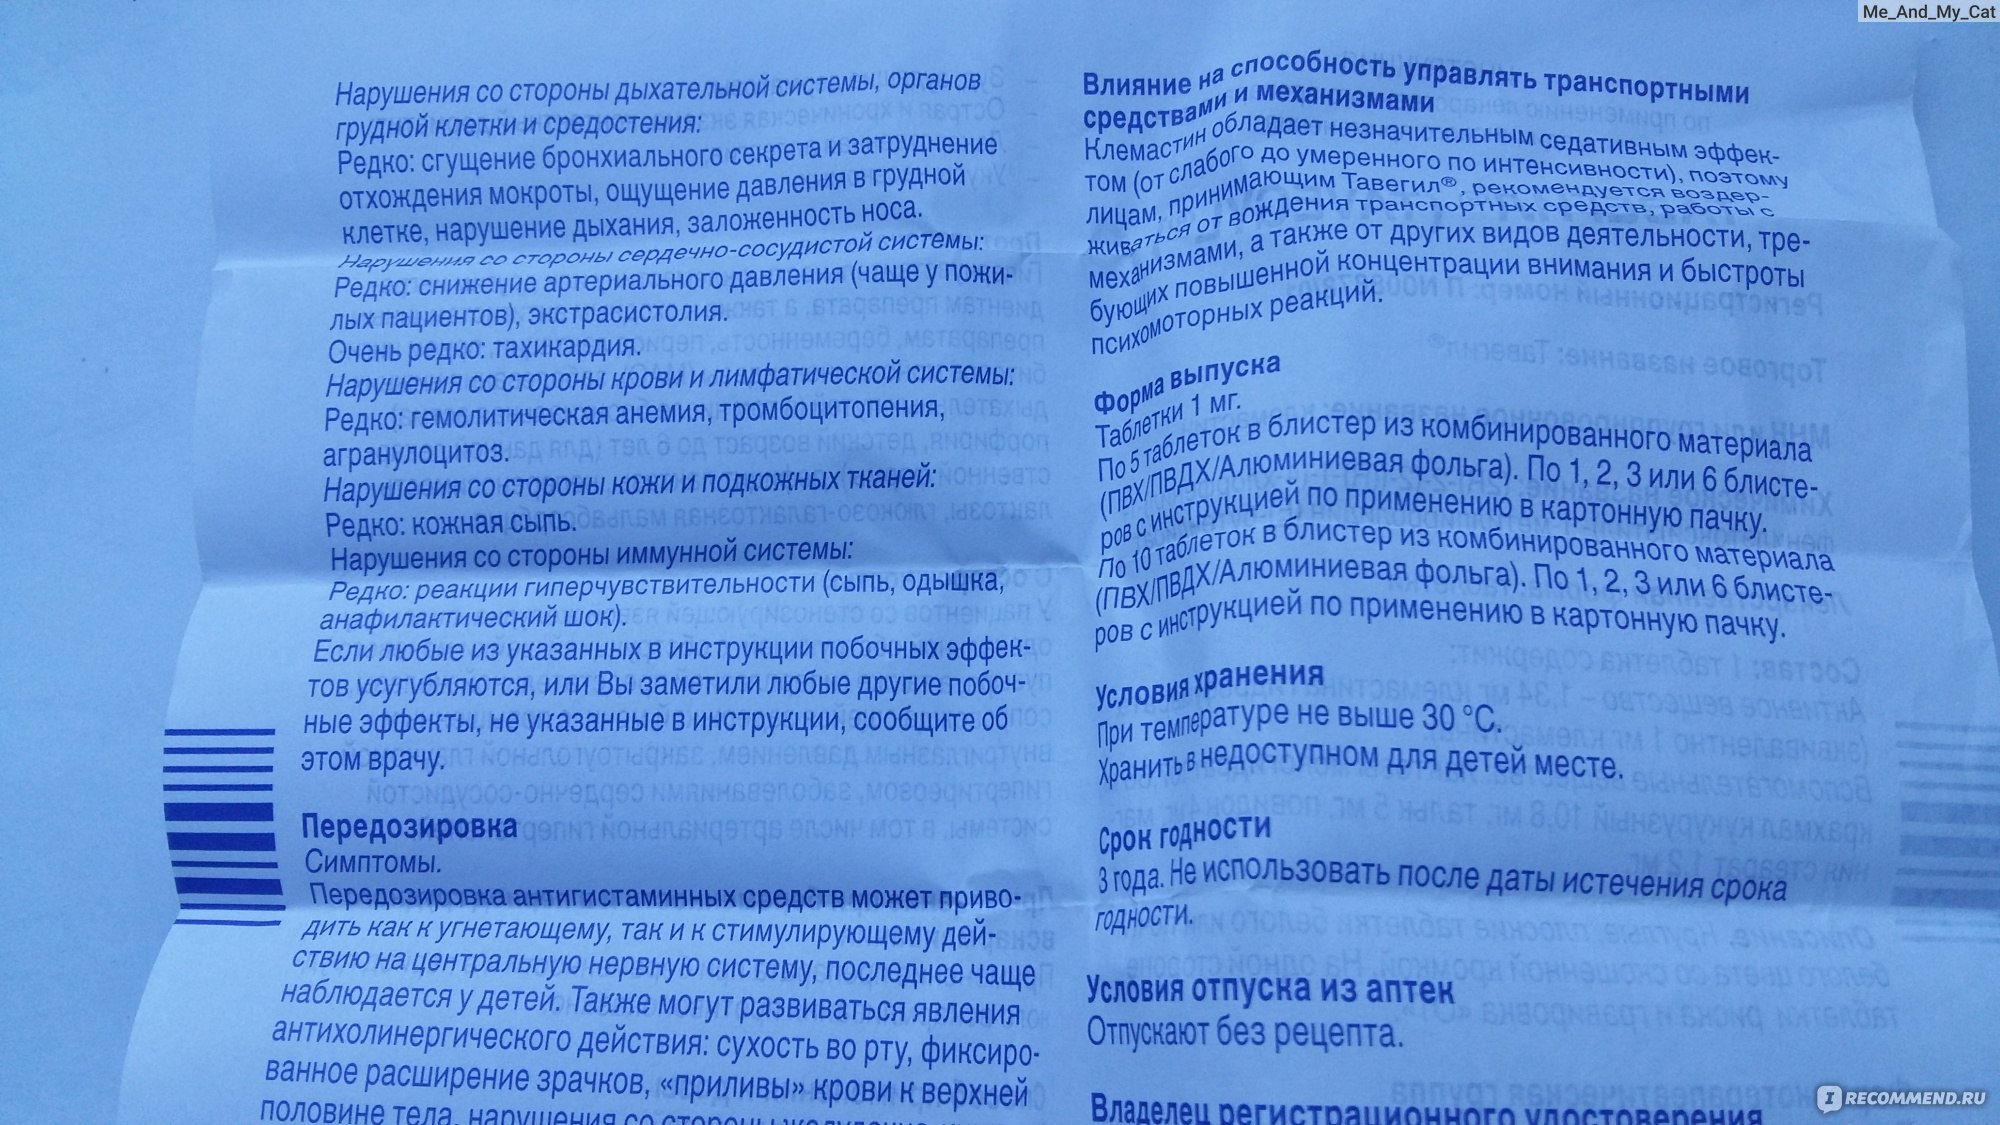 Me_And_My_Cat
Нарушения со стороны дыхательной системы, органов
грудной клетки и средостения:
Редко: сгущение бронхиального секрета и затруднение
отхождения мокроты, ощущение давления в грудной
клетке, нарушение дыхания, заложенность носа.
Нарушения со стороны сердечно-сосудистой системы:
Редко: снижение артериального давления (чаще у пожи-
лых пациентов), экстрасистолия.
Очень редко: тахикардия.
Нарушения со стороны крови и лимфатической системы:
Редко: гемолитическая анемия, тромбоцитопения,
агранулоцитоз.
Нарушения со стороны кожи и подкожных тканей:
Редко: кожная сыпь.
Нарушения со стороны иммунной системы:
Редко: реакции гиперчувствительности (сыпь, одышка,
анафилактический шок).
Если любые из указанных в инструкции побочных эффек-
тов усугубляются, или Вы заметили любые другие побоч-
ные эффекты, не указанные в инструкции, сообщите об
этом врачу.
Передозировка
Симптомы.
Передозировка антигистаминных средств может приво-
дить как к угнетающему, так и к стимулирующему дей-
ствию на центральную нервную систему, последнее чаще
наблюдается у детей. Также могут развиваться явления
антихолинергического действия: сухость во рту, фиксиро-
ванное расширение зрачков, «приливы» крови к верхней
половине тела, нарушения со стороны
Влияние на способность управлять транспортными
средствами и механизмами
Клемастин обладает незначительным седативным эффек-
том (от слабого до умеренного по интенсивности), поэтому
лицам, принимающим Тавегил®, рекомендуется воздер-
живаться от вождения транспортных средств, работы с
механизмами, а также от других видов деятельности, тре-
бующих повышенной концентрации внимания и быстроты
психомоторных реакций.
Форма выпуска
Таблетки 1 мг.
По 5 таблеток в блистер из комбинированного материала
(ПВХ/ПВДХ/Алюминиевая фольга). По 1, 2, 3 или 6 блисте-
ров с инструкцией по применению в картонную пачку.
По 10 таблеток в блистер из комбинированного материала
(ПВХ/ПВДХ/Алюминиевая фольга). По 1, 2, 3 или 6 блисте-
ров с инструкцией по применению в картонную пачку.
Условия хранения
При температуре не выше 30 °C.
Хранить в недоступном для детей месте.
Срок годности
3 года. Не использовать после даты истечения срока
годности.
Условия отпуска из аптек
Отпускают без рецепта.
Владелец регистрационного удостоверения
IRECOMMEND.RU